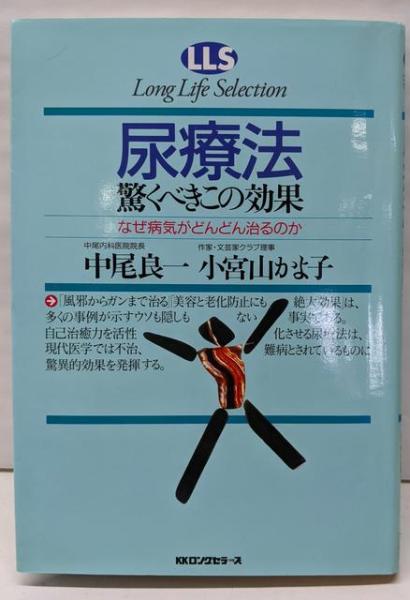 LLS
Long Life Selection
尿療法
驚くべきこの効果
なぜ病気がどんどん治るのか
中尾内科医院院長 作家・文芸家クラブ理事
中尾良一 小宮山かよ子
「風邪からガンまで治る」「美容と老化防止にも 絶大効果」は、
多くの事例が示すウソも隠しも ない 事実である。
自己治癒力を活性 化させる尿療法は、
現代医学では不治、 難病とされているものに
驚異的効果を発揮する。
KKロングセラーズ